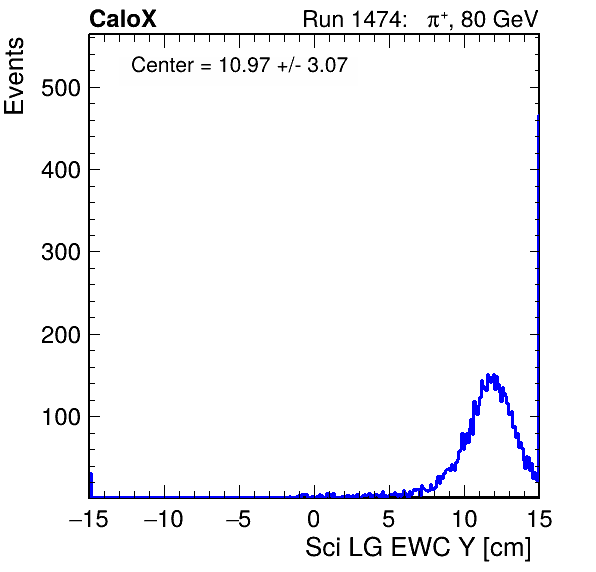 CaloX Run 1474: π+, 80 GeV
Center = 10.97 +/- 3.07
Events
500
400
300
200
100
−15 −10 −5 0 5 10 15
Sci LG EWC Y [cm]